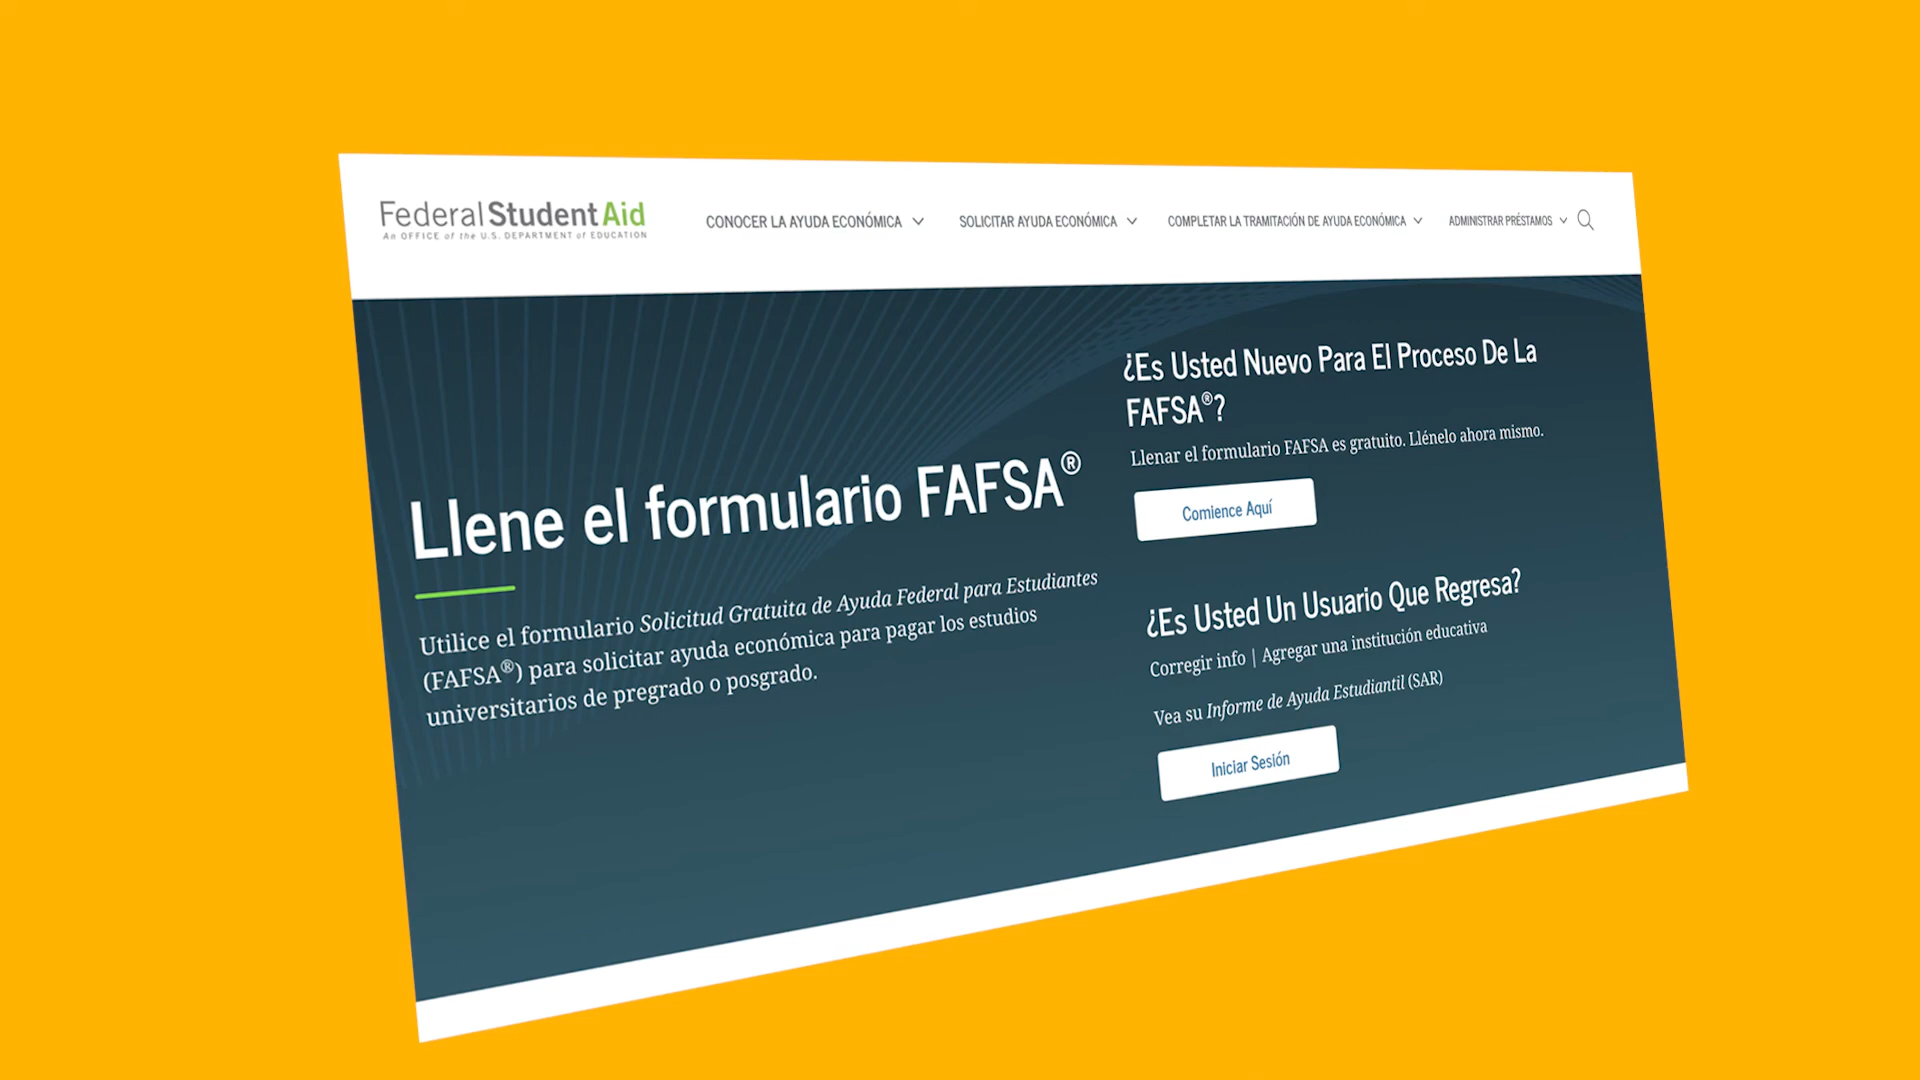 Federal Student Aid
An OFFICE of the U.S. DEPARTMENT of EDUCATION
CONOCER LA AYUDA ECONÓMICA
SOLICITAR AYUDA ECONÓMICA
COMPLETAR LA TRAMITACIÓN DE AYUDA ECONÓMICA
ADMINISTRAR PRÉSTAMOS
Llene el formulario FAFSA®
Utilice el formulario Solicitud Gratuita de Ayuda Federal para Estudiantes
(FAFSA®) para solicitar ayuda económica para pagar los estudios
universitarios de pregrado o posgrado.
¿Es Usted Nuevo Para El Proceso De La
FAFSA®?
Llenar el formulario FAFSA es gratuito. Llénelo ahora mismo.
Comience Aquí
¿Es Usted Un Usuario Que Regresa?
Corregir info | Agregar una institución educativa
Vea su Informe de Ayuda Estudiantil (SAR)
Iniciar Sesión